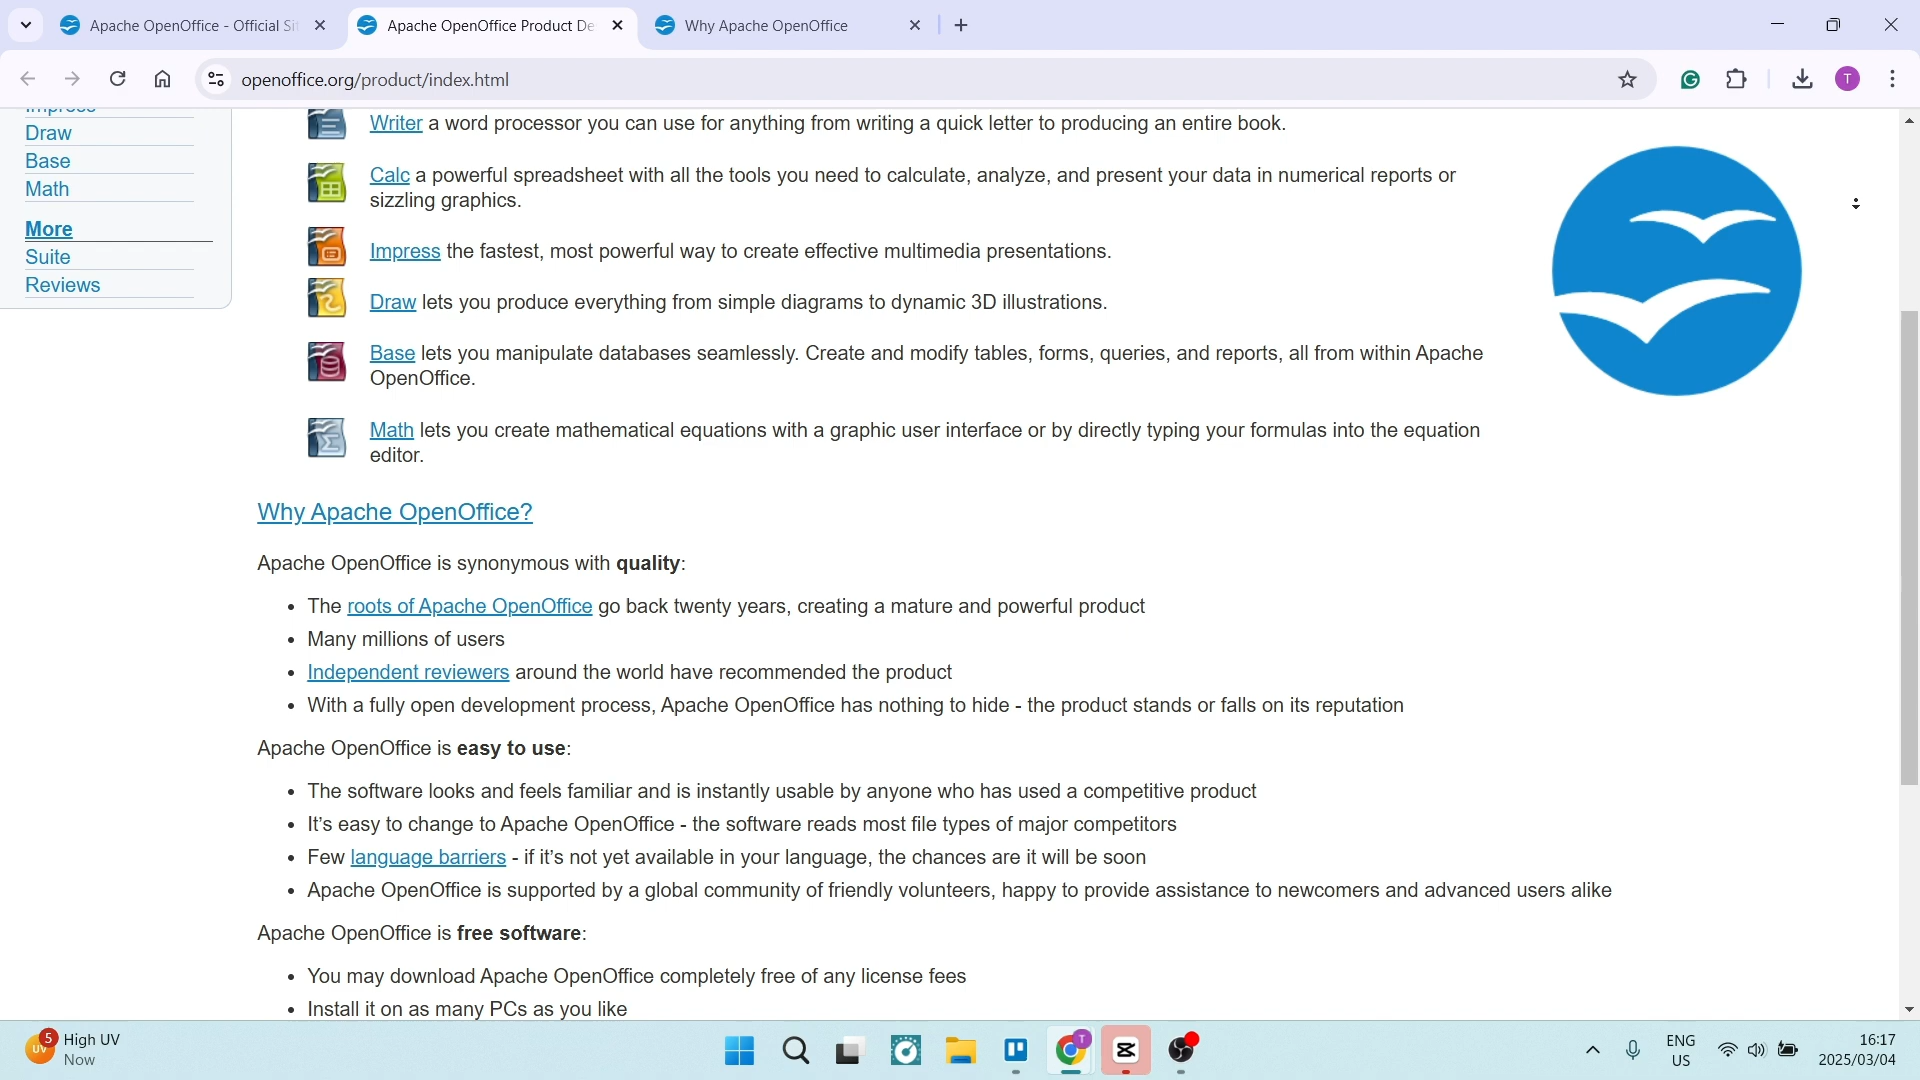 Apache OpenOffice - Official Si
Apache OpenOffice Product De
Why Apache OpenOffice
openoffice.org/product/index.html
T
Impress
Draw
Base
Math
More
Suite
Reviews
Writer a word processor you can use for anything from writing a quick letter to producing an entire book.
Calc a powerful spreadsheet with all the tools you need to calculate, analyze, and present your data in numerical reports or
sizzling graphics.
Impress the fastest, most powerful way to create effective multimedia presentations.
Draw lets you produce everything from simple diagrams to dynamic 3D illustrations.
Base lets you manipulate databases seamlessly. Create and modify tables, forms, queries, and reports, all from within Apache
OpenOffice.
Math lets you create mathematical equations with a graphic user interface or by directly typing your formulas into the equation
editor.
Why Apache OpenOffice?
Apache OpenOffice is synonymous with quality:
• The roots of Apache OpenOffice go back twenty years, creating a mature and powerful product
• Many millions of users
• Independent reviewers around the world have recommended the product
• With a fully open development process, Apache OpenOffice has nothing to hide - the product stands or falls on its reputation
Apache OpenOffice is easy to use:
• The software looks and feels familiar and is instantly usable by anyone who has used a competitive product
• It’s easy to change to Apache OpenOffice - the software reads most file types of major competitors
• Few language barriers - if it’s not yet available in your language, the chances are it will be soon
• Apache OpenOffice is supported by a global community of friendly volunteers, happy to provide assistance to newcomers and advanced users alike
Apache OpenOffice is free software:
• You may download Apache OpenOffice completely free of any license fees
• Install it on as many PCs as you like
UV
5
High UV
Now
T
ENG
US
16:17
2025/03/04